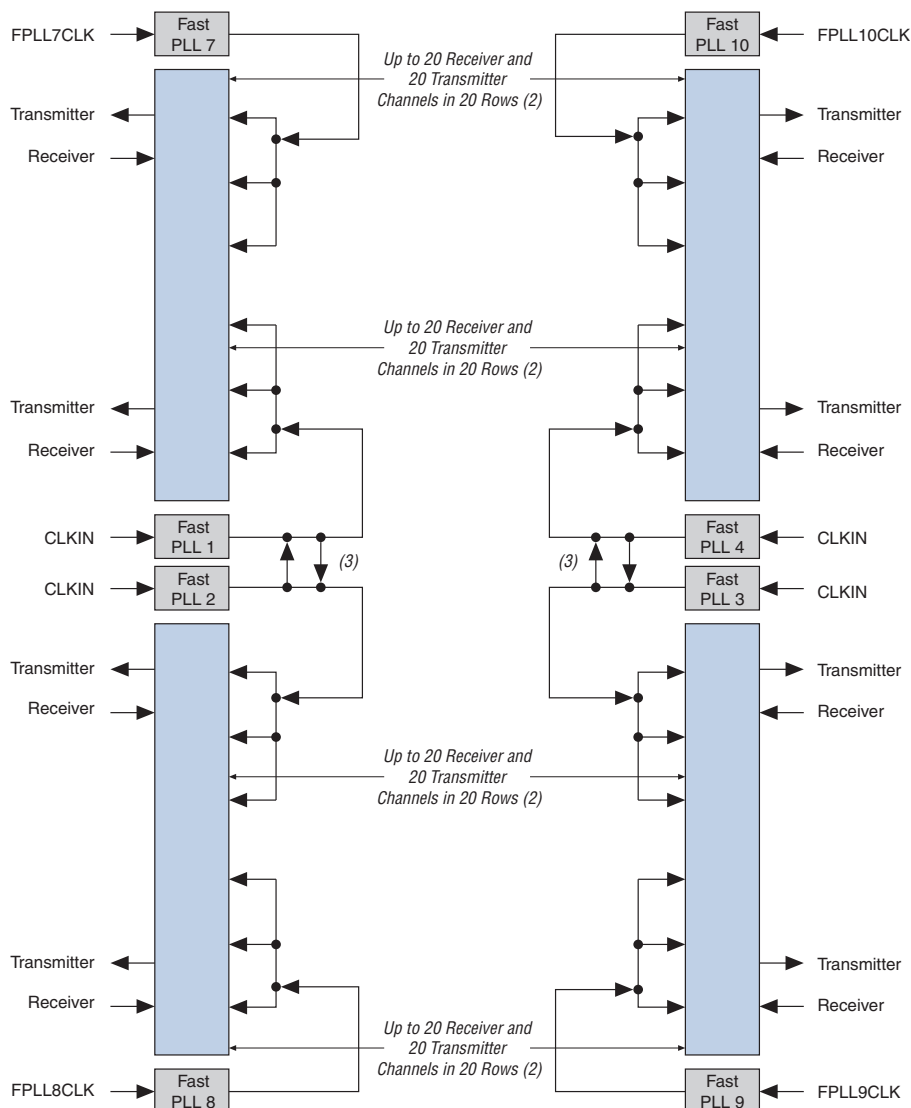 FPLL7CLK
Fast
PLL 7
Fast
PLL 10
FPLL10CLK
Up to 20 Receiver and
20 Transmitter
Channels in 20 Rows (2)
Transmitter
Receiver
Transmitter
Receiver
Up to 20 Receiver and
20 Transmitter
Channels in 20 Rows (2)
Transmitter
Receiver
Transmitter
Receiver
CLKIN
Fast
PLL 1
(3)
(3)
Fast
PLL 4
CLKIN
CLKIN
Fast
PLL 2
Fast
PLL 3
CLKIN
Transmitter
Receiver
Transmitter
Receiver
Up to 20 Receiver and
20 Transmitter
Channels in 20 Rows (2)
Transmitter
Receiver
Transmitter
Receiver
Up to 20 Receiver and
20 Transmitter
Channels in 20 Rows (2)
FPLL8CLK
Fast
PLL 8
Fast
PLL 9
FPLL9CLK